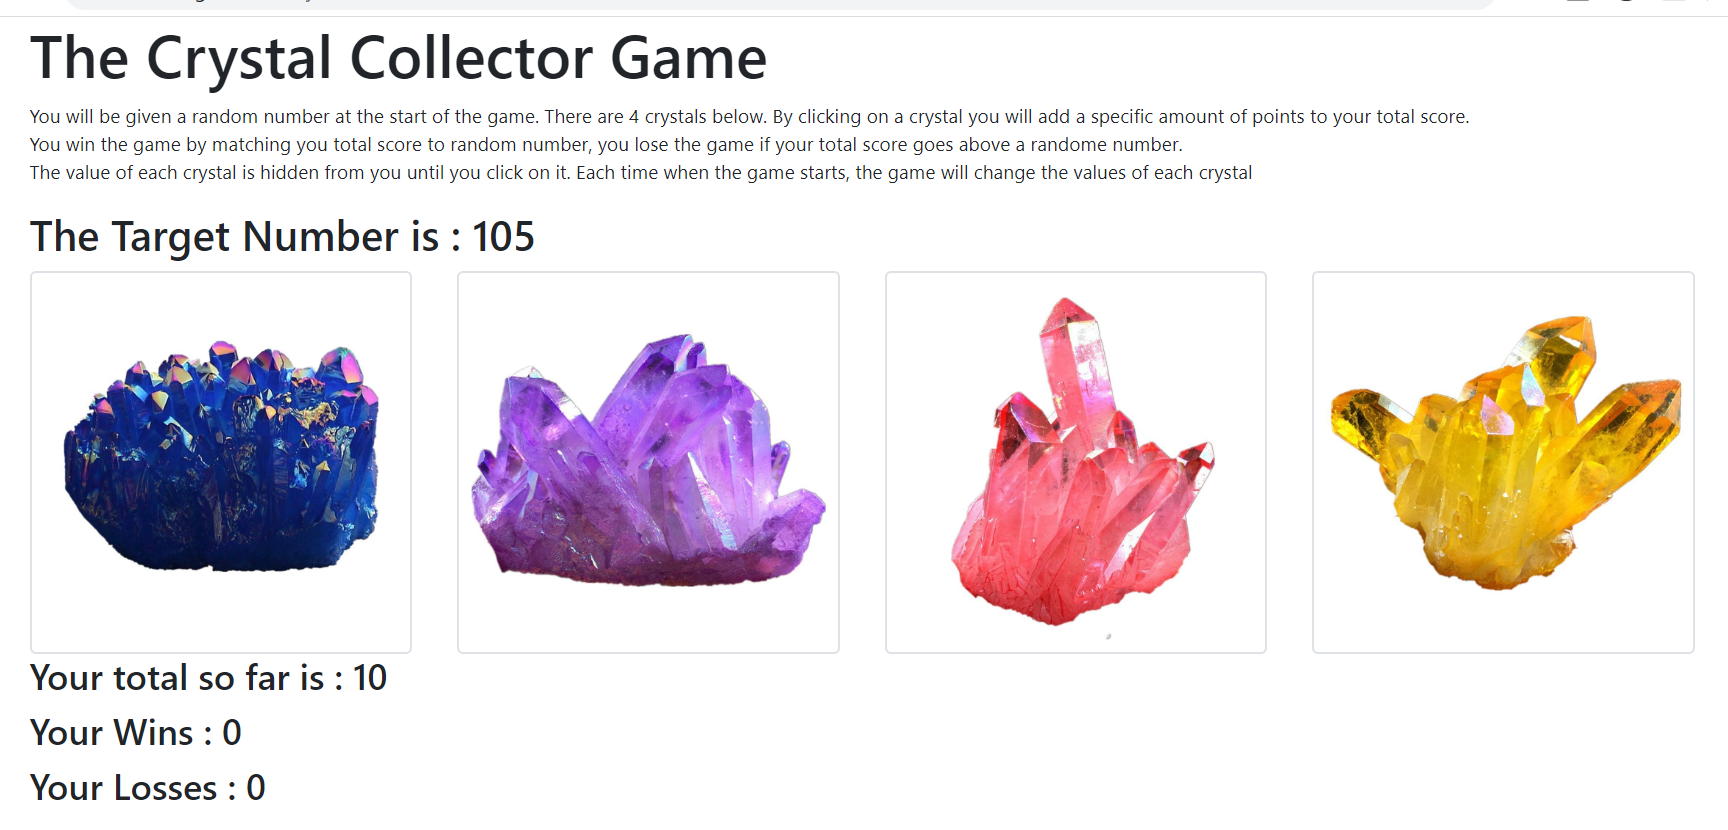 The Crystal Collector Game
You will be given a random number at the start of the game. There are 4 crystals below. By clicking on a crystal you will add a specific amount of points to your total score.
You win the game by matching you total score to random number, you lose the game if your total score goes above a randome number.
The value of each crystal is hidden from you until you click on it. Each time when the game starts, the game will change the values of each crystal
The Target Number is : 105
Your total so far is : 10
Your Wins : 0
Your Losses : 0